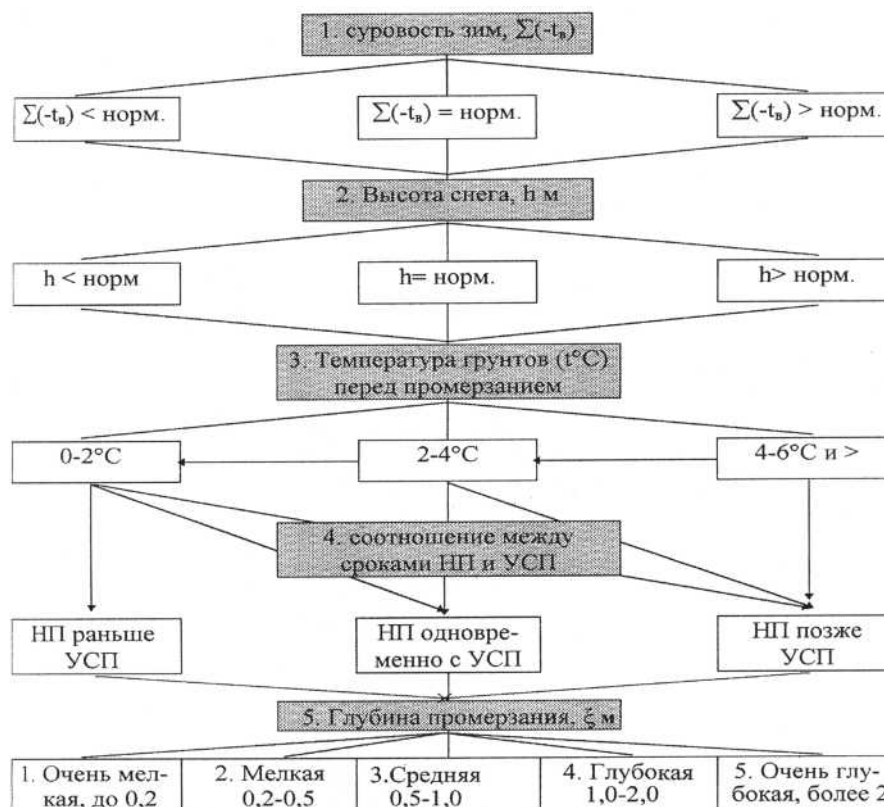 1. суровость зим, ∑(-tв)
∑(-tв) < норм.
∑(-tв) = норм.
∑(-tв) > норм.
2. Высота снега, h м
h < норм
h= норм.
h> норм.
3. Температура грунтов (t°C)
перед промерзанием
0-2°C
2-4°C
4-6°C и >
4. соотношение между
сроками НП и УСП
НП раньше
УСП
НП одновре-
менно с УСП
НП позже
УСП
5. Глубина промерзания, ξ м
1. Очень мел-
кая, до 0,2
2. Мелкая
0,2-0,5
3.Средняя
0,5-1,0
4. Глубокая
1,0-2,0
5. Очень глу-
бокая, более 2